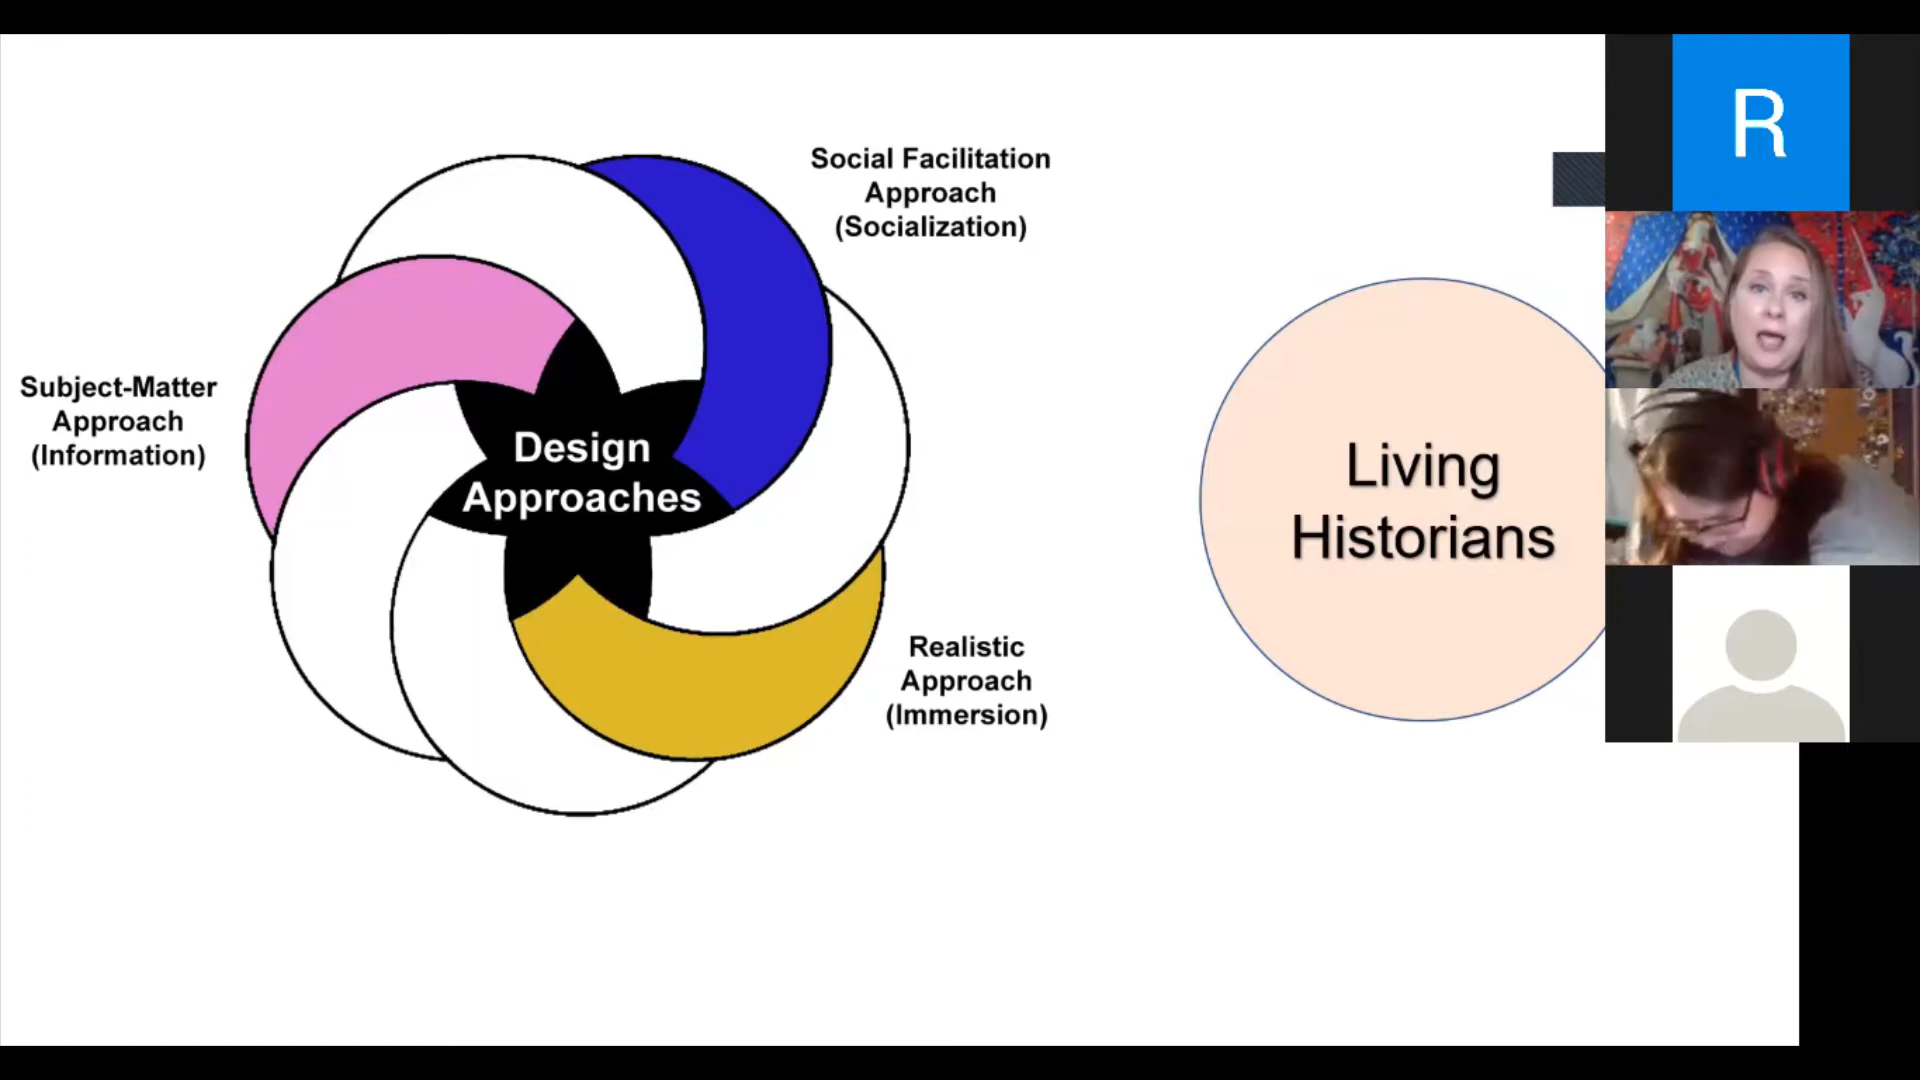 Social Facilitation
Approach
(Socialization)
Subject-Matter
Approach
(Information)
Design
Approaches
Realistic
Approach
(Immersion)
Living
Historians
R